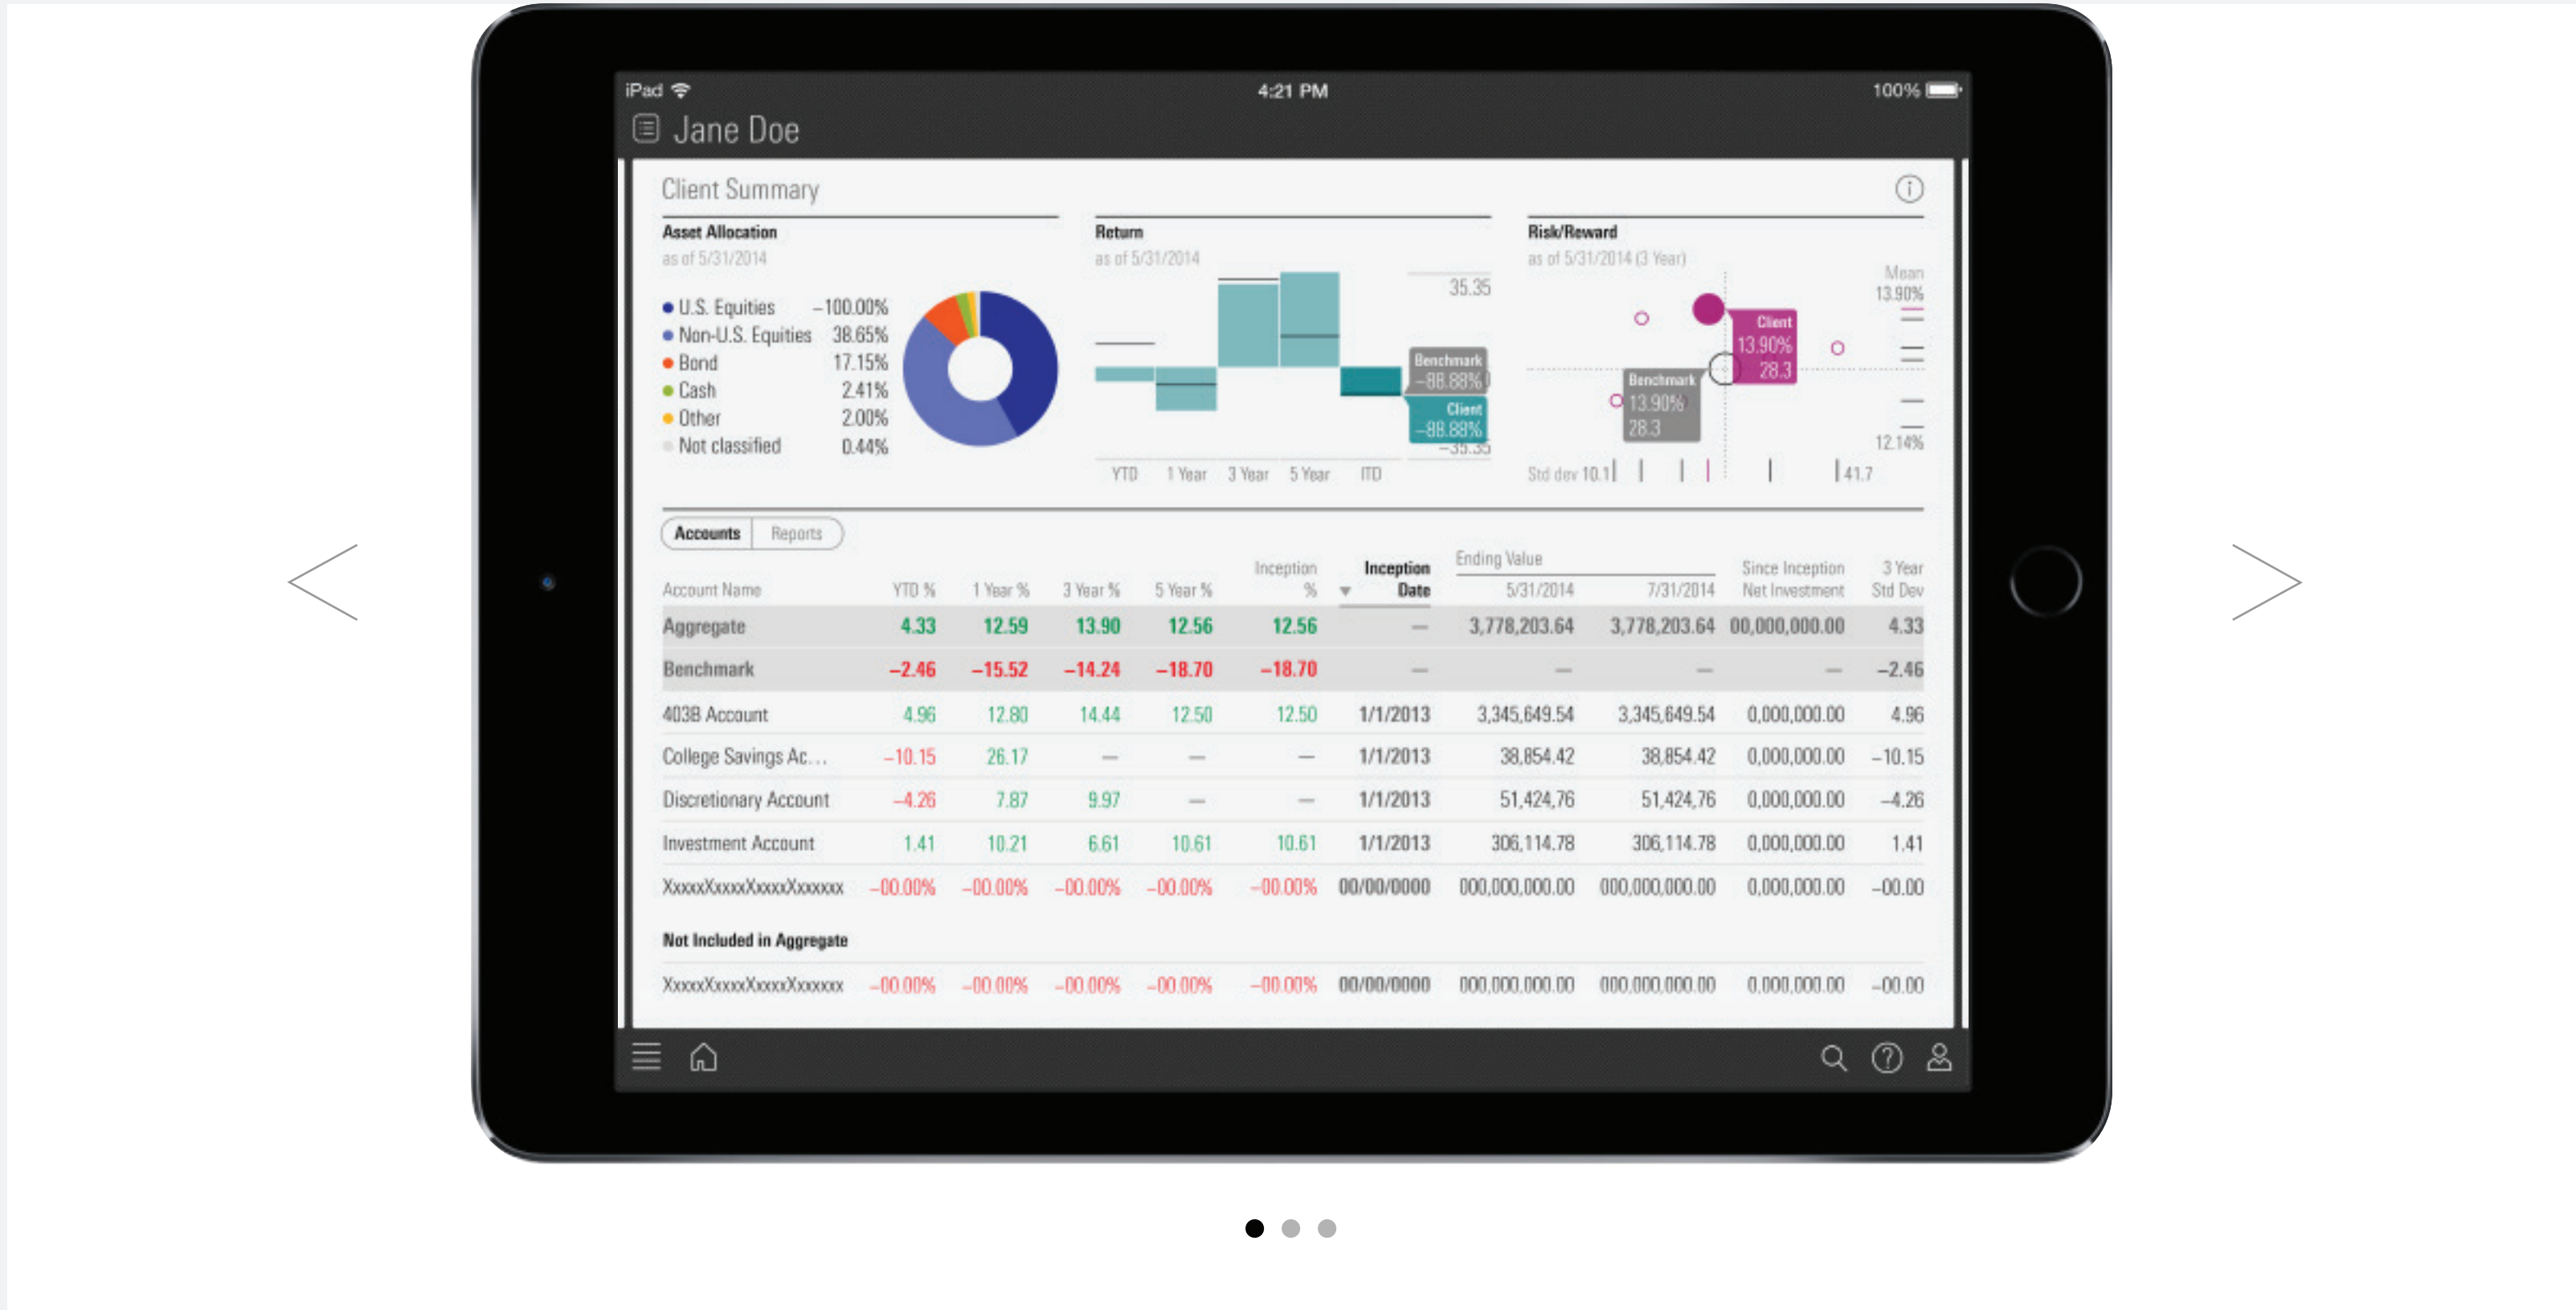 iPad 4:21 PM 100%
Jane Doe
Client Summary
Asset Allocation
as of 5/31/2014
U.S. Equities –100.00%
Non-U.S. Equities 38.65%
Bond 17.15%
Cash 2.41%
Other 2.00%
Not classified 0.44%
Return
as of 5/31/2014
35.35
Benchmark
–88.88%
Client
–88.88%
–35.35
YTD 1 Year 3 Year 5 Year ITD
Risk/Reward
as of 5/31/2014 (3 Year)
Mean
13.90%
Client
13.90%
28.3
Benchmark
13.90%
28.3
12.14%
Std dev 10.1 41.7
Accounts Reports
Account Name YTD % 1 Year % 3 Year % 5 Year % Inception % Inception Date Ending Value 5/31/2014 7/31/2014 Since Inception Net Investment 3 Year Std Dev
Aggregate 4.33 12.59 13.90 12.56 12.56 — 3,778,203.64 3,778,203.64 00,000,000.00 4.33
Benchmark –2.46 –15.52 –14.24 –18.70 –18.70 — — — — –2.46
403B Account 4.96 12.80 14.44 12.50 12.50 1/1/2013 3,345,649.54 3,345,649.54 0,000,000.00 4.96
College Savings Ac… –10.15 26.17 — — — 1/1/2013 38,854.42 38,854.42 0,000,000.00 –10.15
Discretionary Account –4.26 7.87 9.97 — — 1/1/2013 51,424,76 51,424,76 0,000,000.00 –4.26
Investment Account 1.41 10.21 6.61 10.61 10.61 1/1/2013 306,114.78 306,114.78 0,000,000.00 1.41
XxxxxXxxxxXxxxxXxxxxxx –00.00% –00.00% –00.00% –00.00% –00.00% 00/00/0000 000,000,000.00 000,000,000.00 0,000,000.00 –00.00
Not Included in Aggregate
XxxxxXxxxxXxxxxXxxxxxx –00.00% –00.00% –00.00% –00.00% –00.00% 00/00/0000 000,000,000.00 000,000,000.00 0,000,000.00 –00.00